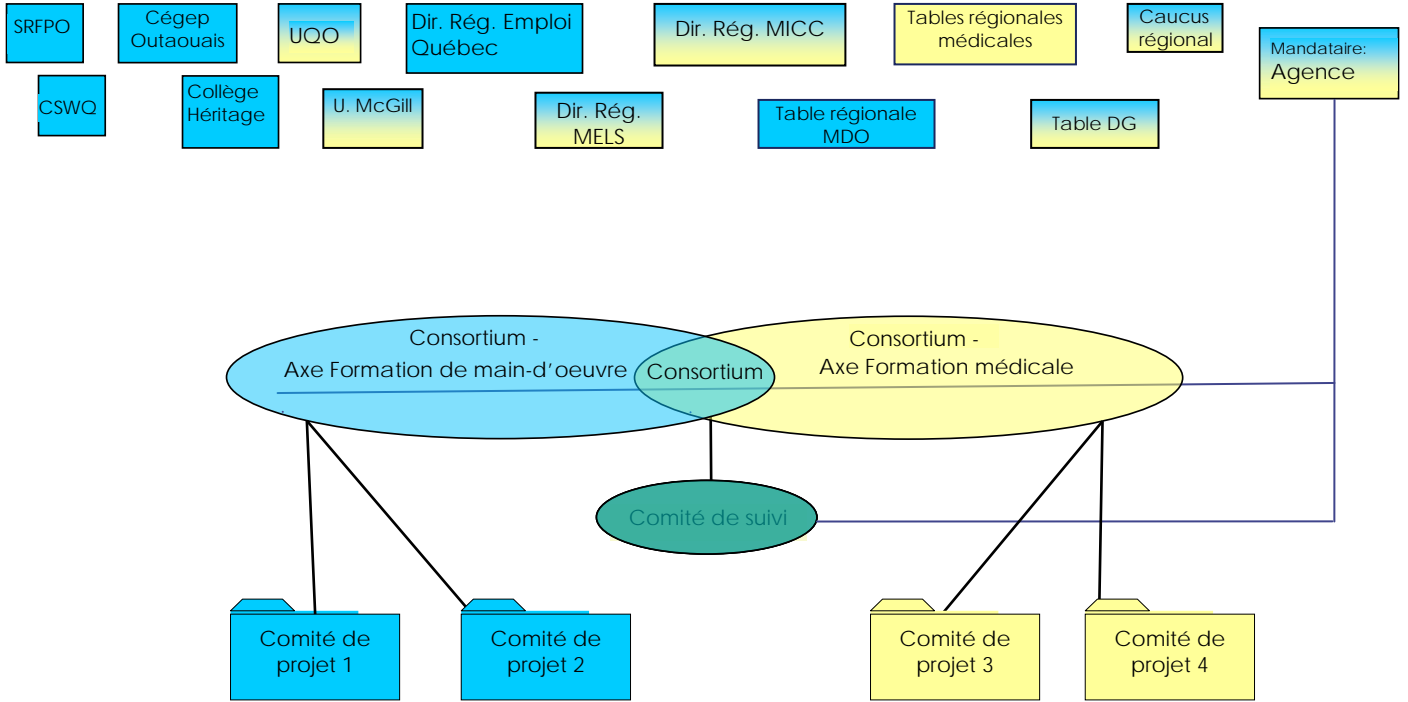 SRFPO
Cégep
Outaouais
UQO
Dir. Rég. Emploi
Québec
Dir. Rég. MICC
Tables régionales
médicales
Caucus
régional
Mandataire:
Agence
CSWQ
Collège
Héritage
U. McGill
Dir. Rég.
MELS
Table régionale
MDO
Table DG
Consortium -
Axe Formation de main-d'oeuvre
Consortium
Consortium -
Axe Formation médicale
Comité de suivi
Comité de
projet 1
Comité de
projet 2
Comité de
projet 3
Comité de
projet 4